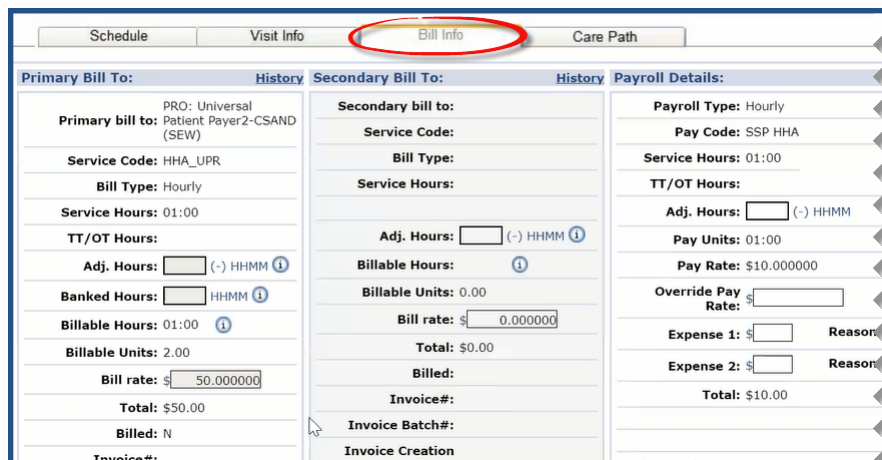 Schedule
Visit Info
Bill Info
Care Path
Primary Bill To: History
PRO: Universal
Primary bill to: Patient Payer2-CSAND
(SEW)
Service Code: HHA_UPR
Bill Type: Hourly
Service Hours: 01:00
TT/OT Hours:
Adj. Hours: (-) HHMM
Banked Hours: HHMM
Billable Hours: 01:00
Billable Units: 2.00
Bill rate: $ 50.000000
Total: $50.00
Billed: N
Invoice#:
Secondary Bill To: History
Secondary bill to:
Service Code:
Bill Type:
Service Hours:
Adj. Hours: (-) HHMM
Billable Hours:
Billable Units: 0.00
Bill rate: $ 0.000000
Total: $0.00
Billed:
Invoice#:
Invoice Batch#:
Invoice Creation
Payroll Details:
Payroll Type: Hourly
Pay Code: SSP HHA
Service Hours: 01:00
TT/OT Hours:
Adj. Hours: (-) HHMM
Pay Units: 01:00
Pay Rate: $10.000000
Override Pay
Rate: $
Expense 1: $ Reason
Expense 2: $ Reason
Total: $10.00